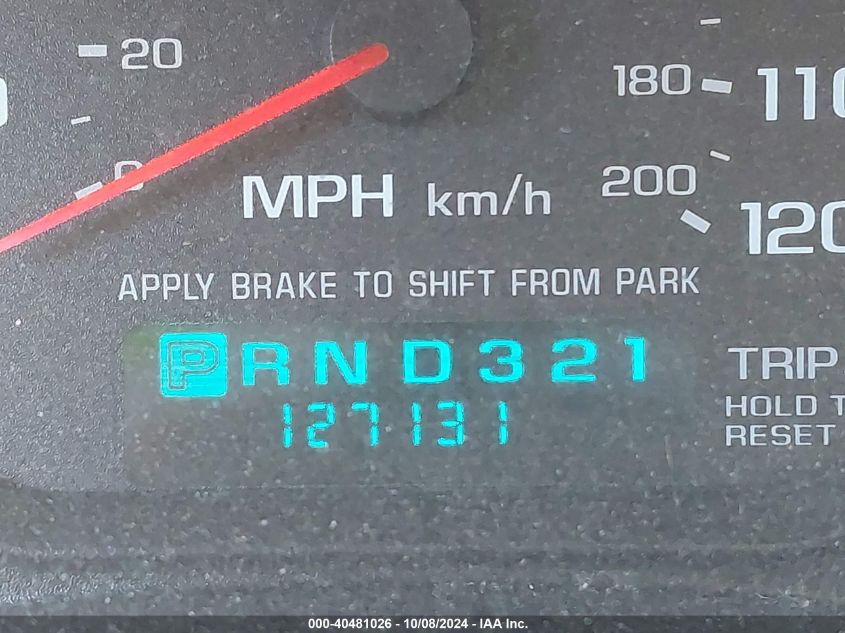 20
180 110
0
MPH km/h 200
120
APPLY BRAKE TO SHIFT FROM PARK
P R N D 3 2 1
TRIP
127131
HOLD T
RESET
000-40481026 - 10/08/2024 - IAA Inc.